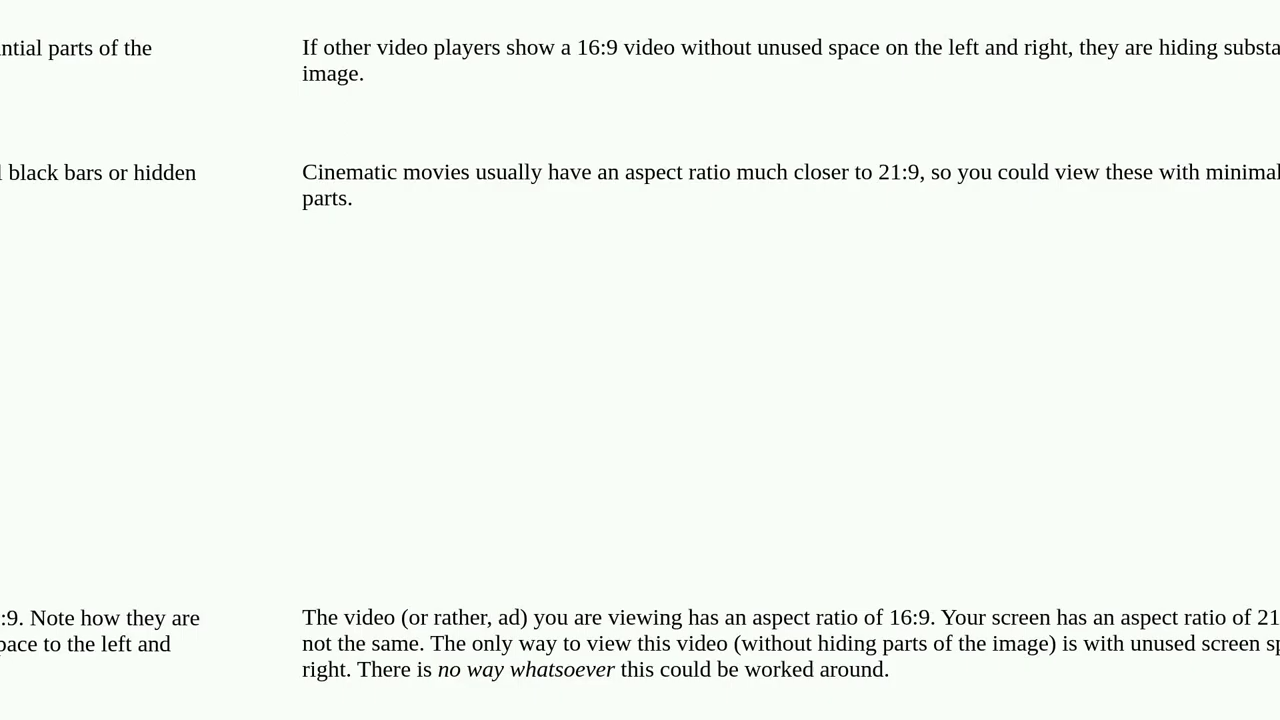 ntial parts of the
If other video players show a 16:9 video without unused space on the left and right, they are hiding substa
image.
black bars or hidden
Cinematic movies usually have an aspect ratio much closer to 21:9, so you could view these with minimal
parts.
:9. Note how they are
pace to the left and
The video (or rather, ad) you are viewing has an aspect ratio of 16:9. Your screen has an aspect ratio of 21
not the same. The only way to view this video (without hiding parts of the image) is with unused screen sp
right. There is no way whatsoever this could be worked around.